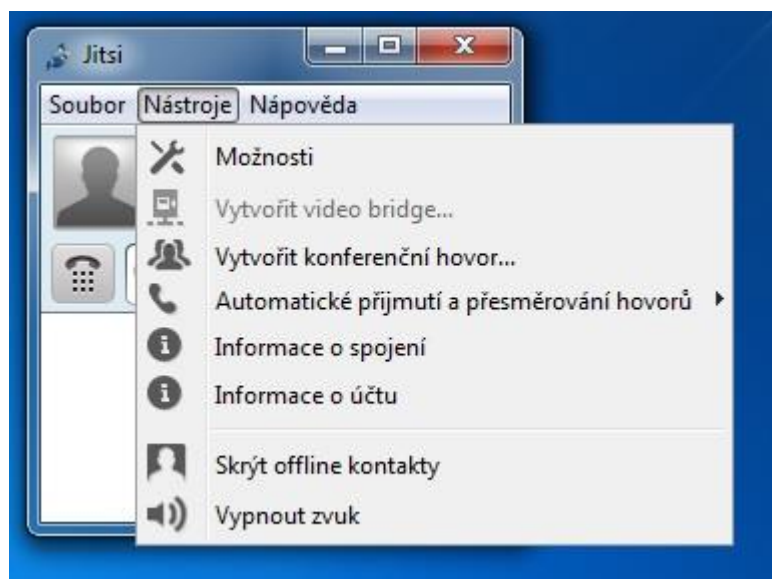 Jitsi
Soubor Nástroje Nápověda
Možnosti
Vytvořit video bridge...
Vytvořit konferenční hovor...
Automatické přijmutí a přesměrování hovorů
Informace o spojení
Informace o účtu
Skrýt offline kontakty
Vypnout zvuk